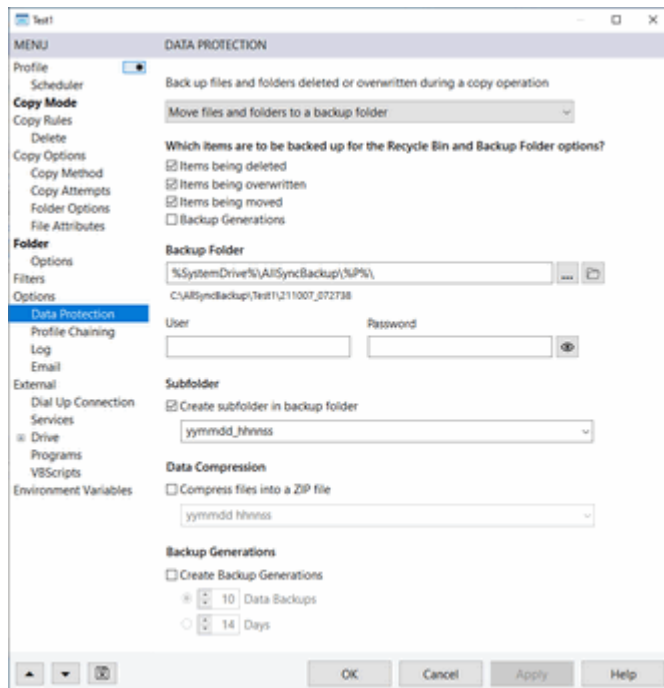 Test1
MENU
DATA PROTECTION
Profile
Scheduler
Copy Mode
Copy Rules
Delete
Copy Options
Copy Method
Copy Attempts
Folder Options
File Attributes
Folder
Options
Filters
Options
Data Protection
Profile Chaining
Log
Email
External
Dial Up Connection
Services
Drive
Programs
VBScripts
Environment Variables
Back up files and folders deleted or overwritten during a copy operation
Move files and folders to a backup folder
Which items are to be backed up for the Recycle Bin and Backup Folder options?
Items being deleted
Items being overwritten
Items being moved
Backup Generations
Backup Folder
%SystemDrive%\AllSyncBackup\%P%\
...
C:\AllSyncBackup\Test1\211007_072738
User
Password
Subfolder
Create subfolder in backup folder
yymmdd_hhnnss
Data Compression
Compress files into a ZIP file
yymmdd hhnnss
Backup Generations
Create Backup Generations
10 Data Backups
14 Days
OK
Cancel
Apply
Help